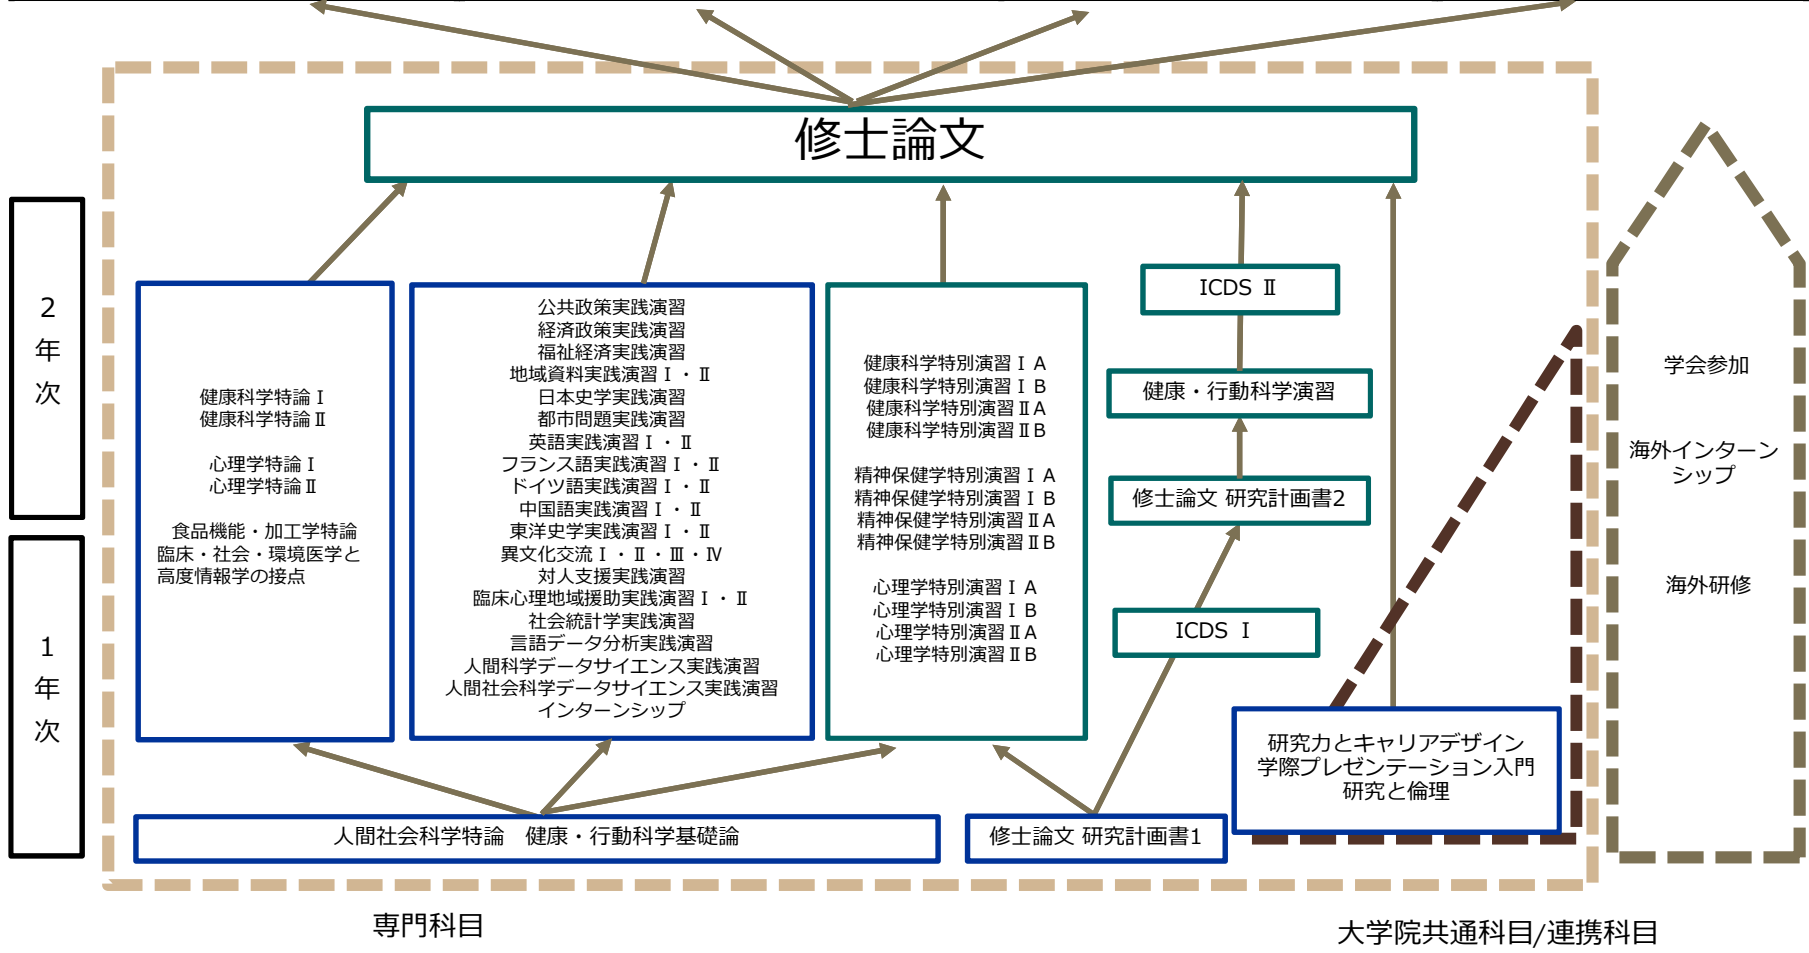 修士論文
2
年
次
1
年
次
健康科学特論Ⅰ
健康科学特論Ⅱ
心理学特論Ⅰ
心理学特論Ⅱ
食品機能・加工学特論
臨床・社会・環境医学と
高度情報学の接点
公共政策実践演習
経済政策実践演習
福祉経済実践演習
地域資料実践演習Ⅰ・Ⅱ
日本史学実践演習
都市問題実践演習
英語実践演習Ⅰ・Ⅱ
フランス語実践演習Ⅰ・Ⅱ
ドイツ語実践演習Ⅰ・Ⅱ
中国語実践演習Ⅰ・Ⅱ
東洋史学実践演習Ⅰ・Ⅱ
異文化交流Ⅰ・Ⅱ・Ⅲ・Ⅳ
対人支援実践演習
臨床心理地域援助実践演習Ⅰ・Ⅱ
社会統計学実践演習
言語データ分析実践演習
人間科学データサイエンス実践演習
人間社会科学データサイエンス実践演習
インターンシップ
健康科学特別演習ⅠA
健康科学特別演習ⅠB
健康科学特別演習ⅡA
健康科学特別演習ⅡB
精神保健学特別演習ⅠA
精神保健学特別演習ⅠB
精神保健学特別演習ⅡA
精神保健学特別演習ⅡB
心理学特別演習ⅠA
心理学特別演習ⅠB
心理学特別演習ⅡA
心理学特別演習ⅡB
ICDS Ⅱ
健康・行動科学演習
修士論文 研究計画書2
ICDS Ⅰ
研究力とキャリアデザイン
学際プレゼンテーション入門
研究と倫理
人間社会科学特論　健康・行動科学基礎論
修士論文 研究計画書1
学会参加
海外インターン
シップ
海外研修
専門科目
大学院共通科目/連携科目